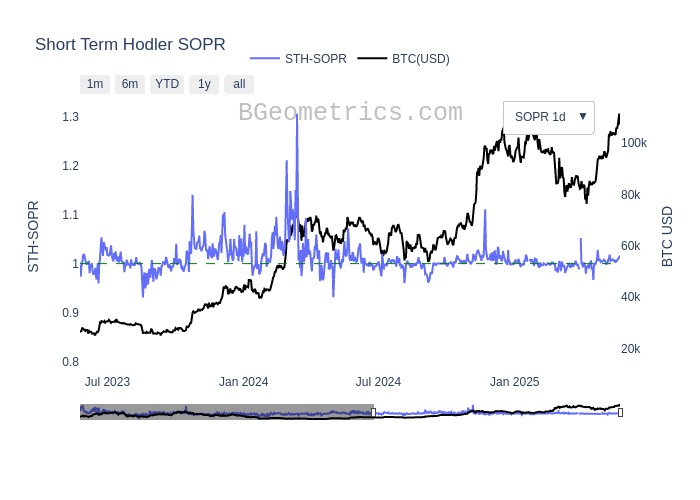 Short Term Hodler SOPR
STH-SOPR BTC(USD)
1m 6m YTD 1y all
BGeometrics.com
SOPR 1d ▼
1.3
1.2
1.1
1
0.9
0.8
STH-SOPR
100k
80k
60k
40k
20k
BTC USD
Jul 2023 Jan 2024 Jul 2024 Jan 2025